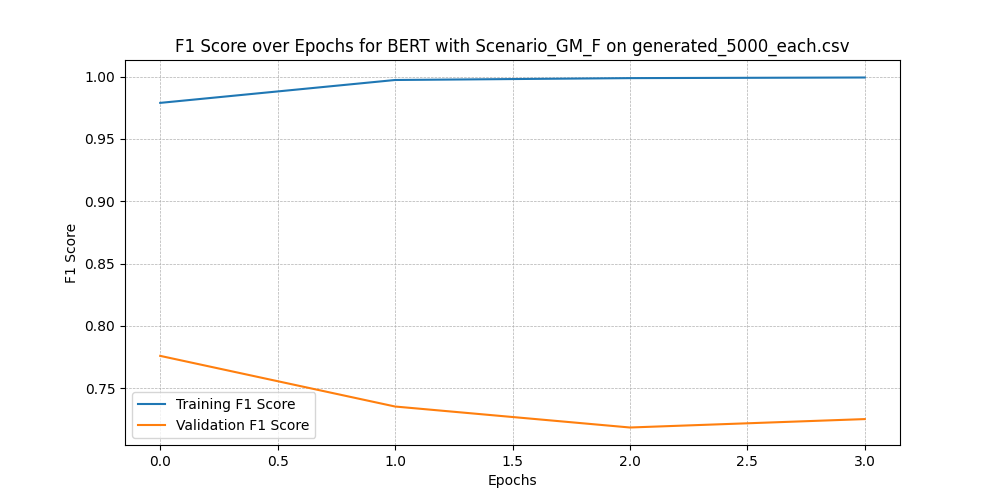 F1 Score over Epochs for BERT with Scenario_GM_F on generated_5000_each.csv
1.00
0.95
0.90
0.85
0.80
0.75
F1 Score
Training F1 Score
Validation F1 Score
0.0 0.5 1.0 1.5 2.0 2.5 3.0
Epochs